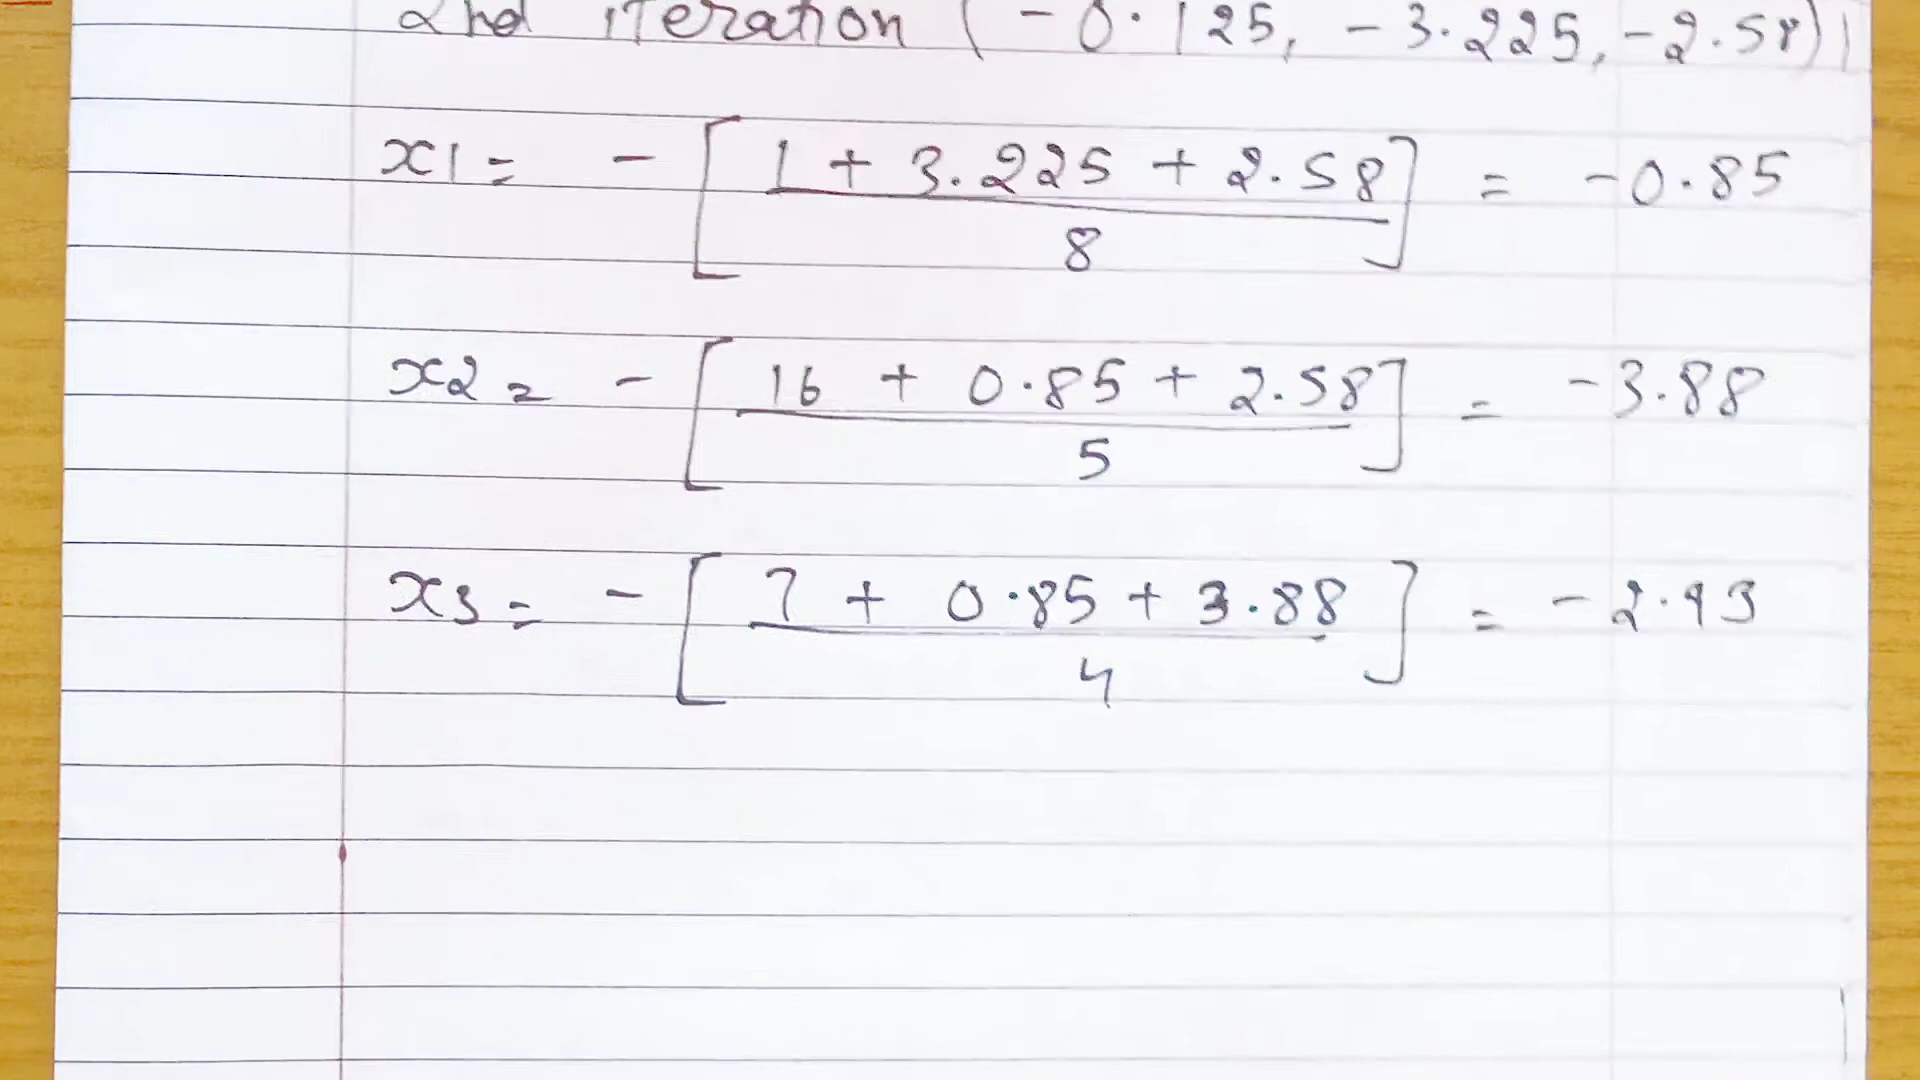 2nd iteration (-0.125, -3.225, -2.58)
x1 = - [ 1 + 3.225 + 2.58 / 8 ] = -0.85
x2 = - [ 16 + 0.85 + 2.58 / 5 ] = -3.88
x3 = - [ 7 + 0.85 + 3.88 / 4 ] = -2.93